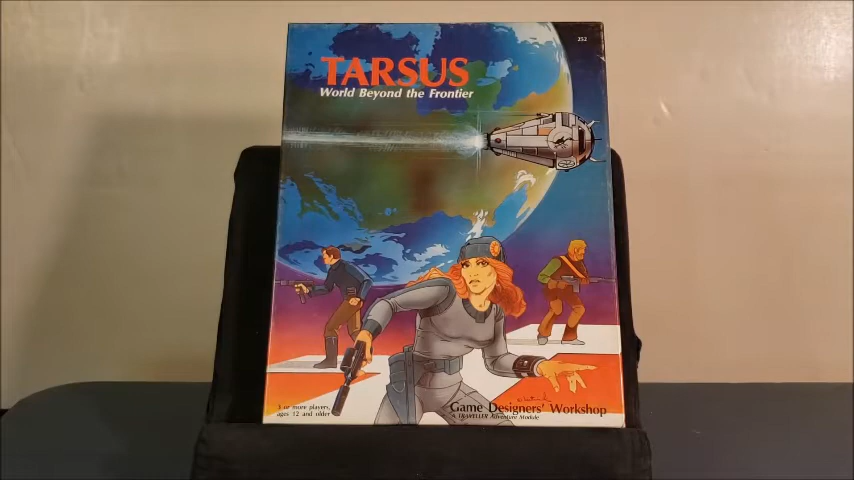 252
TARSUS
World Beyond the Frontier
3 or more players,
ages 12 and older
Game Designers' Workshop
A TRAVELLER Adventure Module